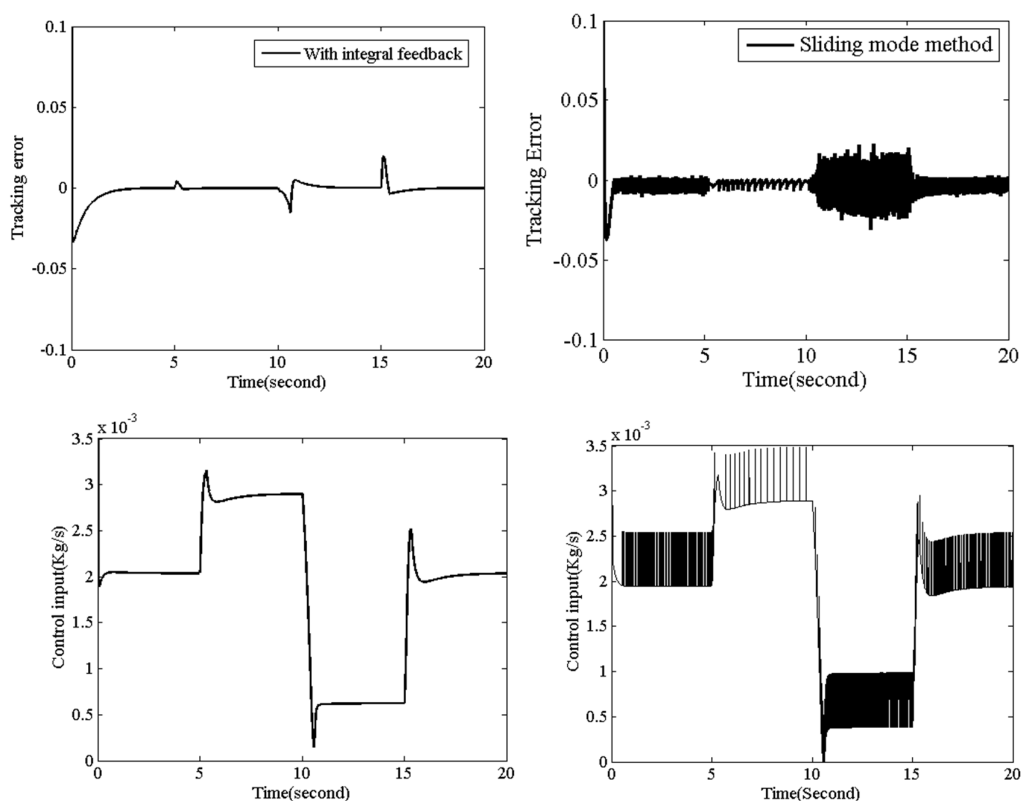 With integral feedback
0.1
0.05
0
-0.05
-0.1
Tracking error
0 5 10 15 20
Time(second)
Sliding mode method
0.1
0.05
0
-0.05
-0.1
Tracking Error
0 5 10 15 20
Time(second)
x 10⁻³
3.5
3
2.5
2
1.5
1
0.5
0
Control input(Kg/s)
0 5 10 15 20
Time(second)
x 10⁻³
3.5
3
2.5
2
1.5
1
0.5
0
Control input(Kg/s)
0 5 10 15 20
Time(Second)